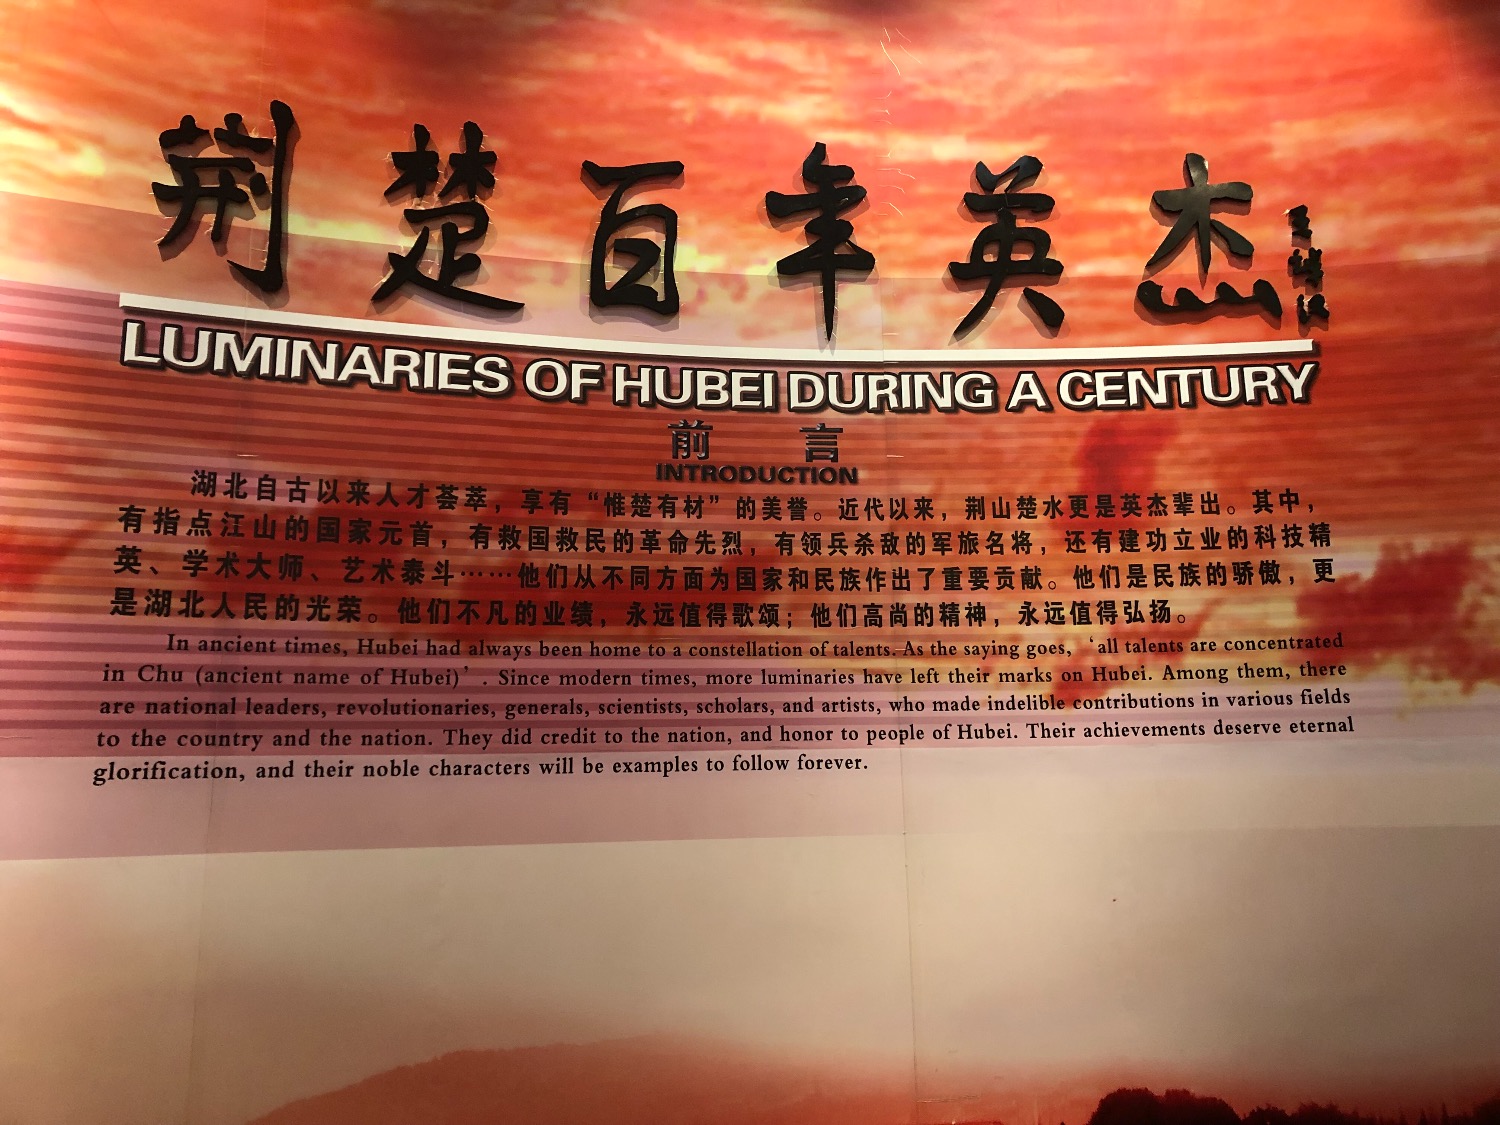 荆楚百年英杰
LUMINARIES OF HUBEI DURING A CENTURY
前 言
INTRODUCTION
湖北自古以来人才荟萃，享有“惟楚有材”的美誉。近代以来，荆山楚水更是英杰辈出。其中，
有指点江山的国家元首，有救国救民的革命先烈，有领兵杀敌的军旅名将，还有建功立业的科技精
英、学术大师、艺术泰斗……他们从不同方面为国家和民族作出了重要贡献。他们是民族的骄傲，更
是湖北人民的光荣。他们不凡的业绩，永远值得歌颂；他们高尚的精神，永远值得弘扬。
In ancient times, Hubei had always been home to a constellation of talents. As the saying goes, ‘all talents are concentrated
in Chu (ancient name of Hubei)’ . Since modern times, more luminaries have left their marks on Hubei. Among them, there
are national leaders, revolutionaries, generals, scientists, scholars, and artists, who made indelible contributions in various fields
to the country and the nation. They did credit to the nation, and honor to people of Hubei. Their achievements deserve eternal
glorification, and their noble characters will be examples to follow forever.